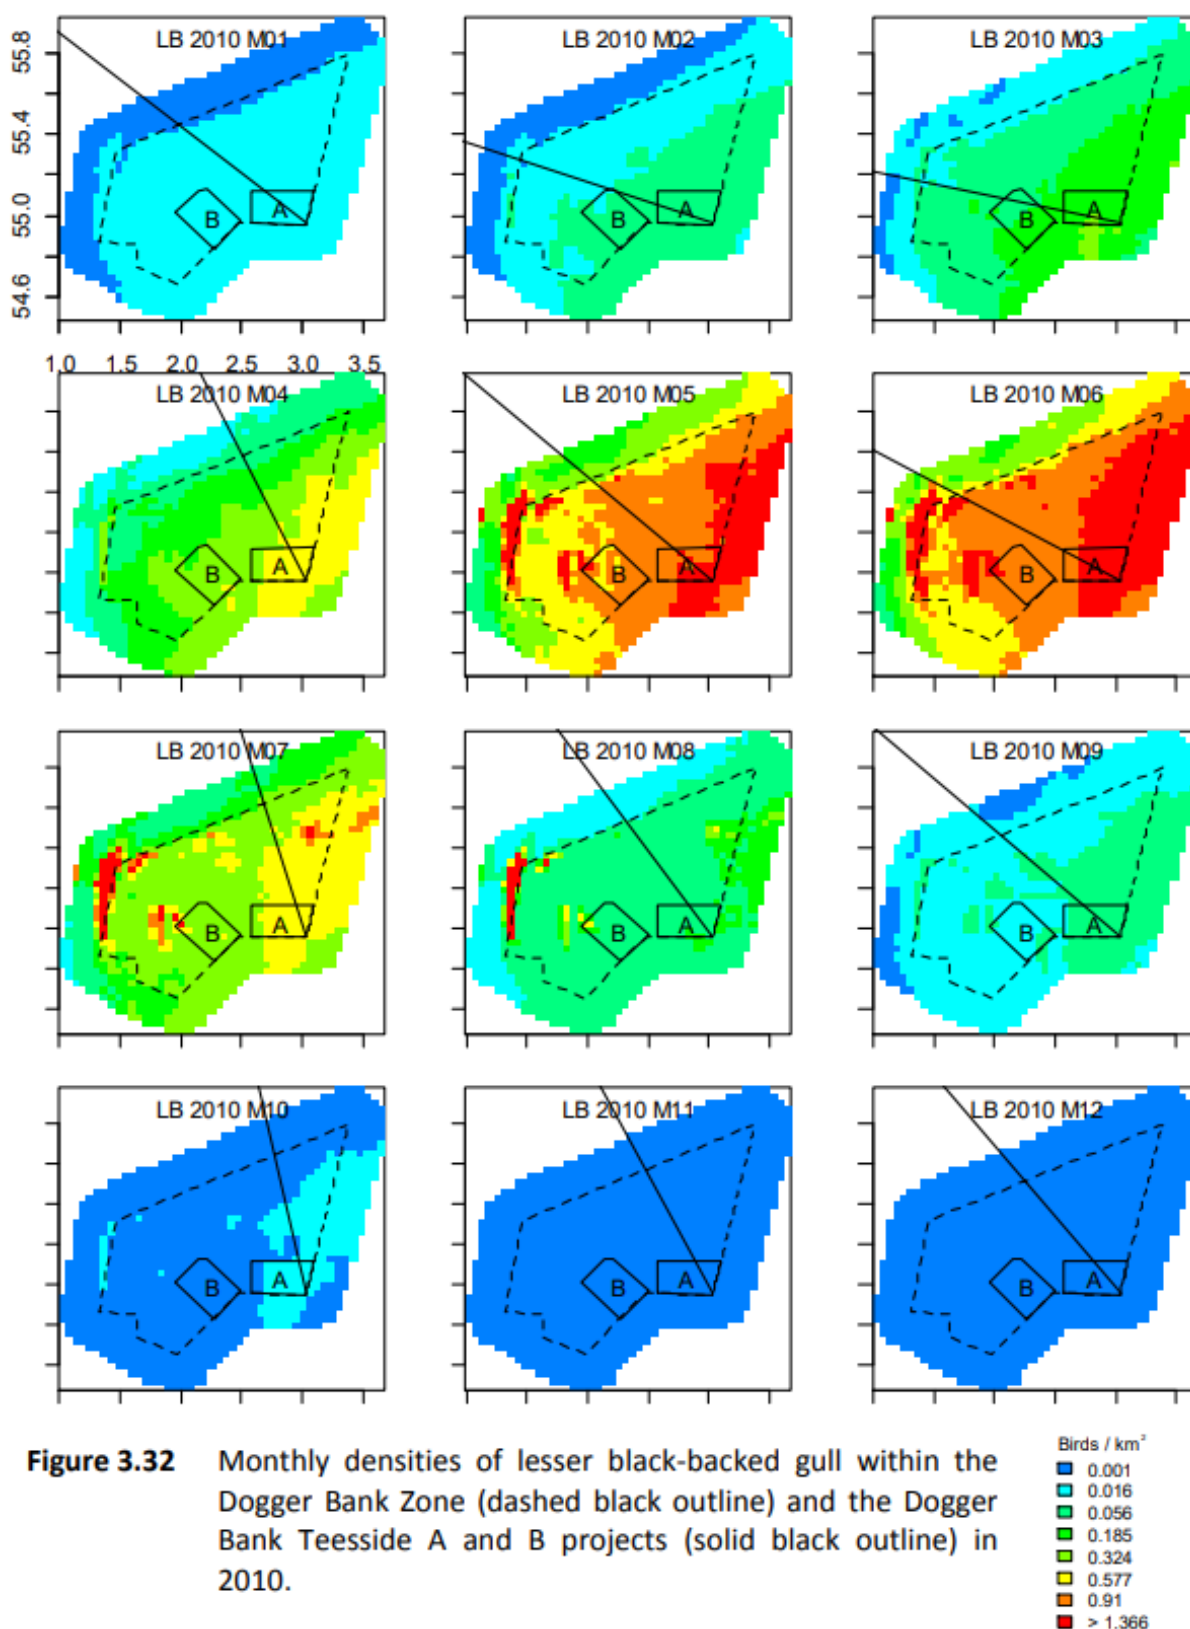 LB 2010 M01
LB 2010 M02
LB 2010 M03
55.8
55.4
55.0
54.6
B
A
B
A
B
A
1.0 1.5 2.0 2.5 3.0 3.5
LB 2010 M04
LB 2010 M05
LB 2010 M06
B
A
B
A
B
A
LB 2010 M07
LB 2010 M08
LB 2010 M09
B
A
B
A
B
A
LB 2010 M10
LB 2010 M11
LB 2010 M12
B
A
B
A
B
A
Figure 3.32 Monthly densities of lesser black-backed gull within the
Dogger Bank Zone (dashed black outline) and the Dogger
Bank Teesside A and B projects (solid black outline) in
2010.
Birds / km²
0.001
0.016
0.056
0.185
0.324
0.577
0.91
> 1.366